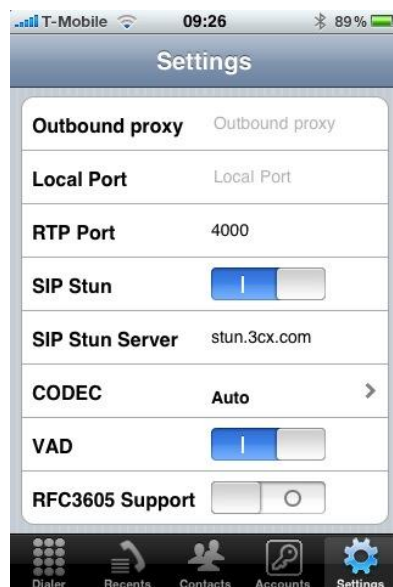 T-Mobile 09:26 89%
Settings
Outbound proxy Outbound proxy
Local Port Local Port
RTP Port 4000
SIP Stun
SIP Stun Server stun.3cx.com
CODEC Auto
VAD
RFC3605 Support
Dialer Recents Contacts Accounts Settings